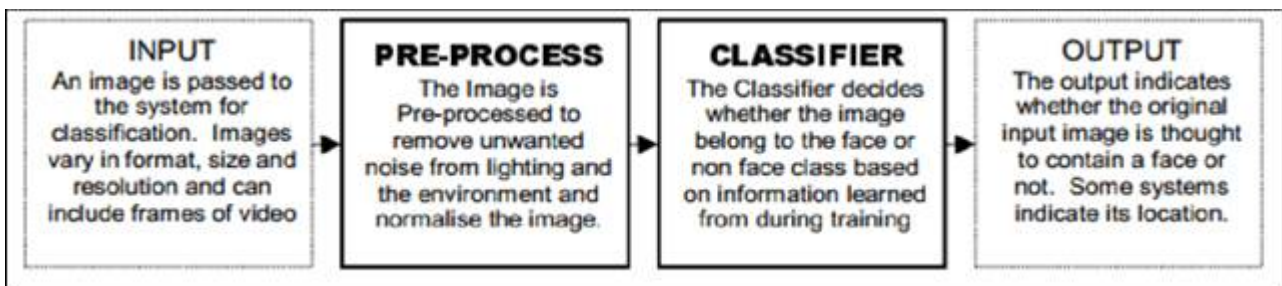 INPUT
An image is passed to
the system for
classification. Images
vary in format, size and
resolution and can
include frames of video
PRE-PROCESS
The Image is
Pre-processed to
remove unwanted
noise from lighting and
the environment and
normalise the image.
CLASSIFIER
The Classifier decides
whether the image
belong to the face or
non face class based
on information learned
from during training
OUTPUT
The output indicates
whether the original
input image is thought
to contain a face or
not. Some systems
indicate its location.